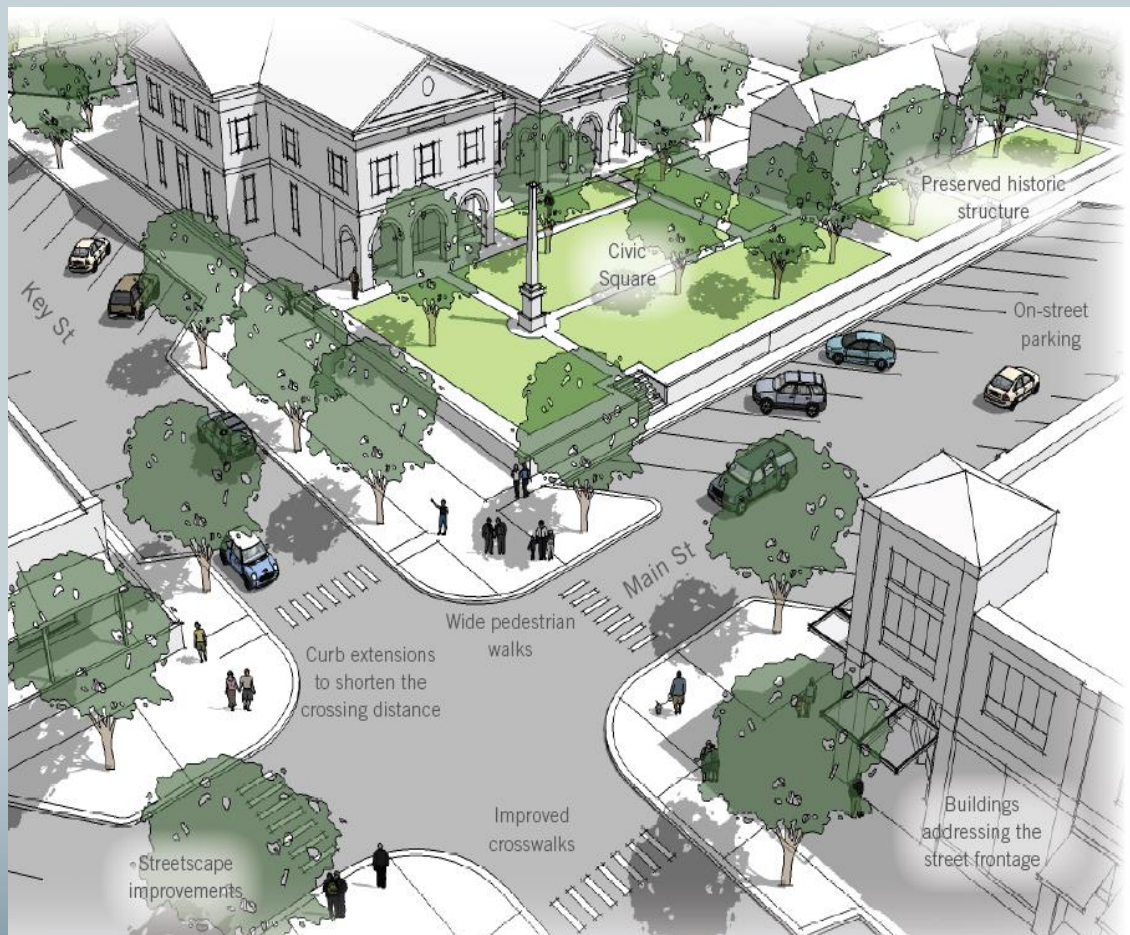 Preserved historic
structure
Civic
Square
Key St
On-street
parking
Main St
Wide pedestrian
walks
Curb extensions
to shorten the
crossing distance
Improved
crosswalks
Buildings
addressing the
street frontage
Streetscape
improvements